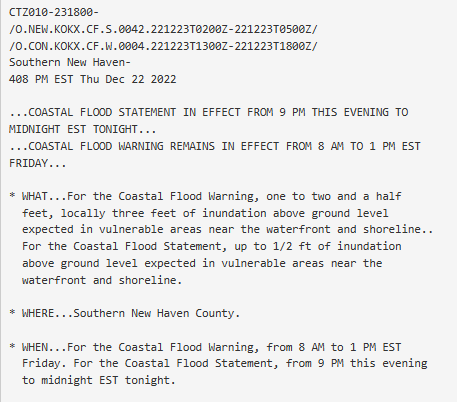 CTZ010-231800-
/O.NEW.KOKX.CF.S.0042.221223T0200Z-221223T0500Z/
/O.CON.KOKX.CF.W.0004.221223T1300Z-221223T1800Z/
Southern New Haven-
408 PM EST Thu Dec 22 2022

...COASTAL FLOOD STATEMENT IN EFFECT FROM 9 PM THIS EVENING TO
MIDNIGHT EST TONIGHT...
...COASTAL FLOOD WARNING REMAINS IN EFFECT FROM 8 AM TO 1 PM EST
FRIDAY...

* WHAT...For the Coastal Flood Warning, one to two and a half
feet, locally three feet of inundation above ground level
expected in vulnerable areas near the waterfront and shoreline..
For the Coastal Flood Statement, up to 1/2 ft of inundation
above ground level expected in vulnerable areas near the
waterfront and shoreline.

* WHERE...Southern New Haven County.

* WHEN...For the Coastal Flood Warning, from 8 AM to 1 PM EST
Friday. For the Coastal Flood Statement, from 9 PM this evening
to midnight EST tonight.